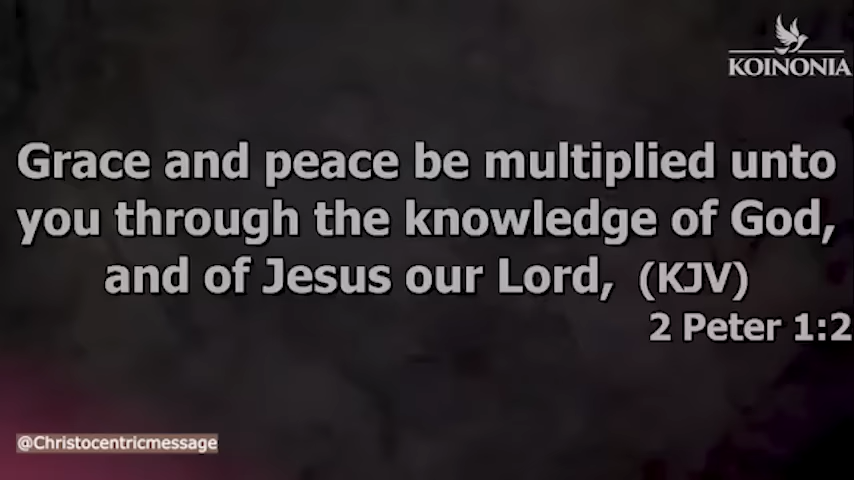 KOINONIA
Grace and peace be multiplied unto
you through the knowledge of God,
and of Jesus our Lord, (KJV)
2 Peter 1:2
@Christocentricmessage